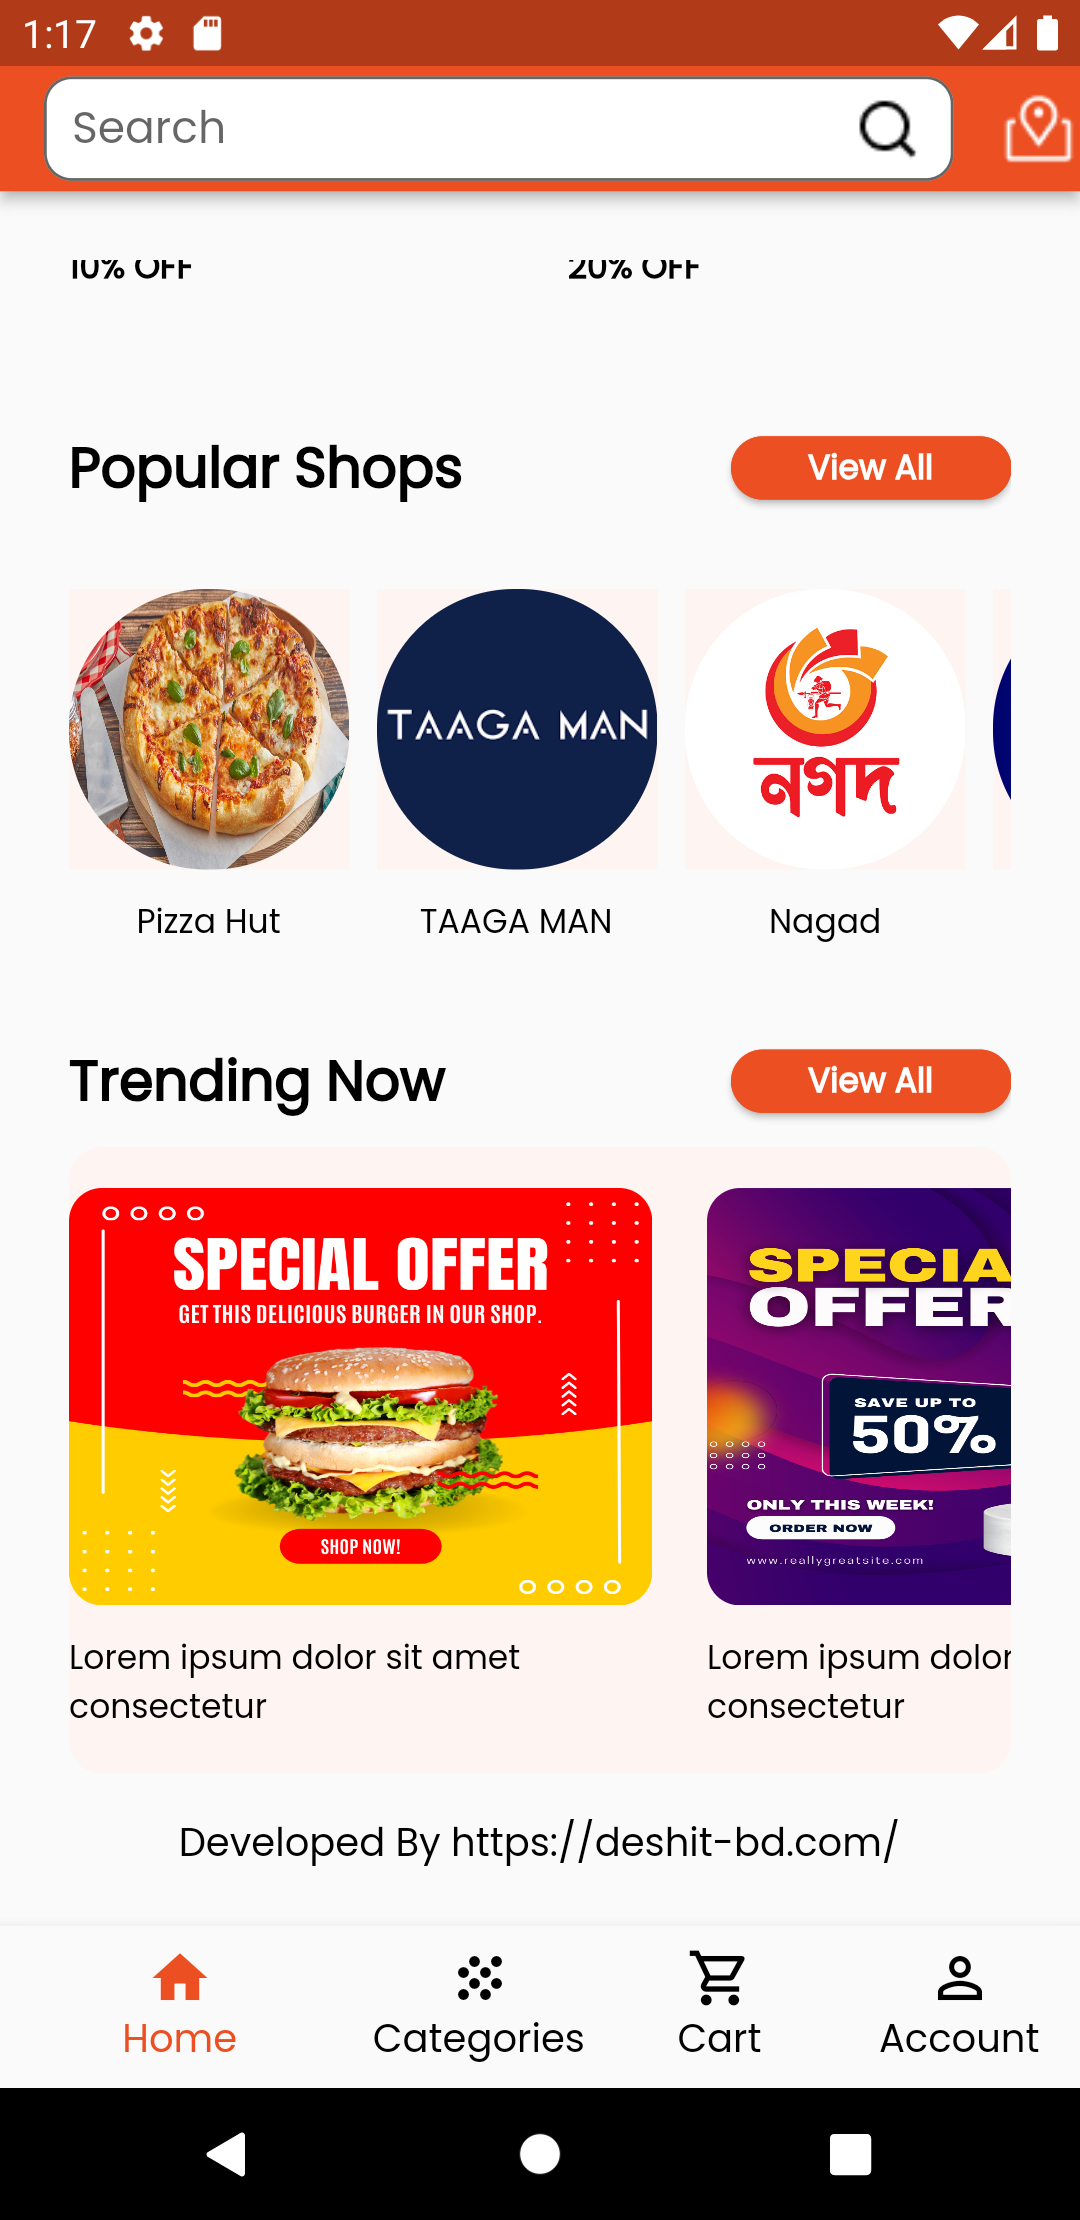 1:17
Search
10% OFF
20% OFF
Popular Shops
View All
TAAGA MAN
নগদ
Pizza Hut
TAAGA MAN
Nagad
Trending Now
View All
SPECIAL OFFER
GET THIS DELICIOUS BURGER IN OUR SHOP.
SHOP NOW!
SPECIA
OFFER
SAVE UP TO
50%
ONLY THIS WEEK!
ORDER NOW
www.reallygreatsite.com
Lorem ipsum dolor sit amet
consectetur
Lorem ipsum dolor
consectetur
Developed By https://deshit-bd.com/
Home
Categories
Cart
Account